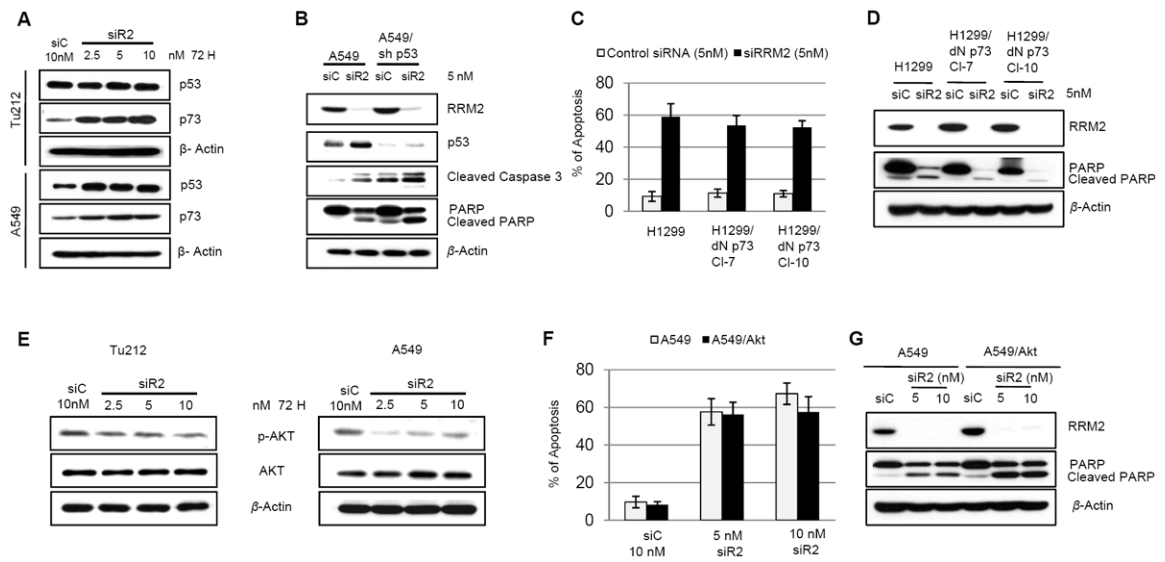 A
siC
10nM
siR2
2.5 5 10 nM 72 H
Tu212
p53
p73
β- Actin
A549
p53
p73
β- Actin
B
A549
A549/
sh p53
siC siR2 siC siR2 5 nM
RRM2
p53
Cleaved Caspase 3
PARP
Cleaved PARP
β-Actin
C
Control siRNA (5nM) siRRM2 (5nM)
% of Apoptosis
80
60
40
20
0
H1299
H1299/
dN p73
Cl-7
H1299/
dN p73
Cl-10
D
H1299
H1299/
dN p73
Cl-7
H1299/
dN p73
Cl-10
siC siR2 siC siR2 siC siR2 5nM
RRM2
PARP
Cleaved PARP
β-Actin
E
Tu212
siC
10nM
siR2
2.5 5 10
nM 72 H
A549
siC
10nM
siR2
2.5 5 10
p-AKT
AKT
β-Actin
F
A549 A549/Akt
% of Apoptosis
80
60
40
20
0
siC
10 nM
5 nM
siR2
10 nM
siR2
G
A549 A549/Akt
siC
siR2 (nM)
5 10
siC
siR2 (nM)
5 10
RRM2
PARP
Cleaved PARP
β-Actin